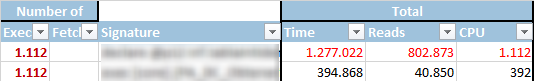 Number of Total
Exec Fetch Signature Time Reads CPU
1.112 1.277.022 802.873 1.112
1.112 394.868 40.850 392